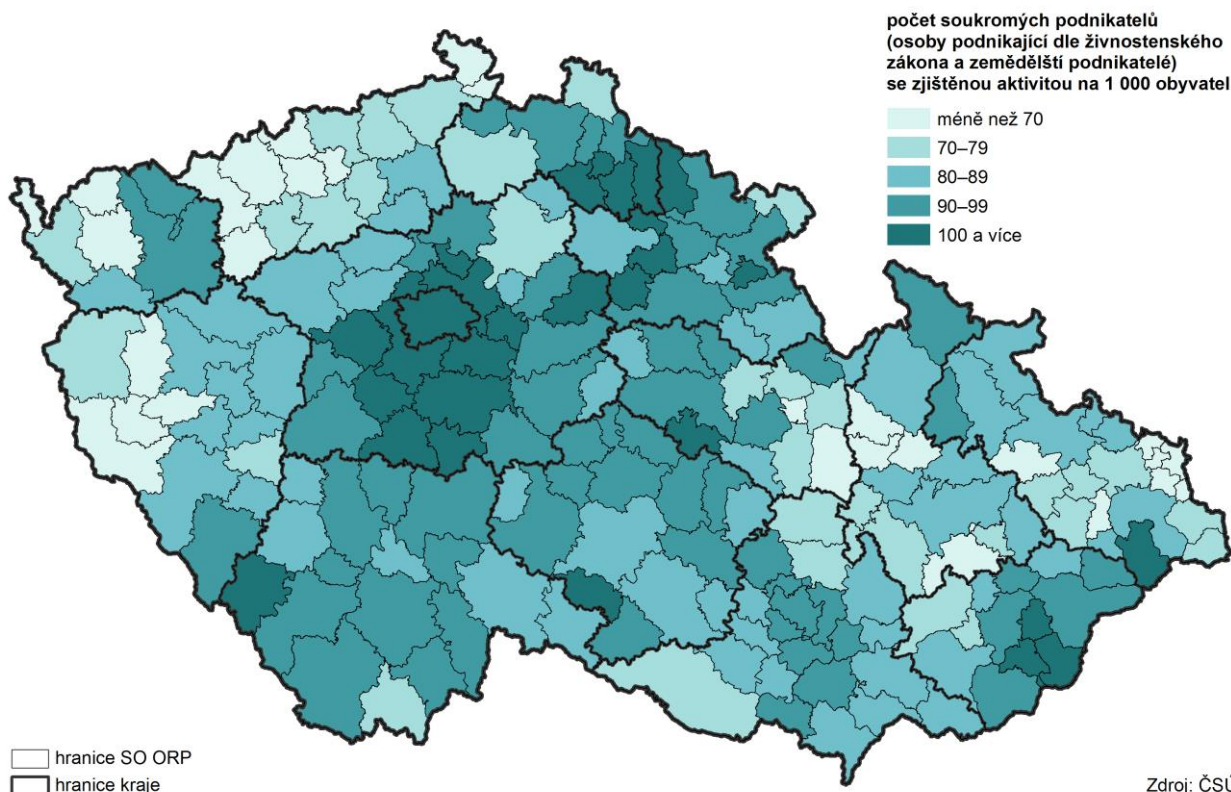 počet soukromých podnikatelů
(osoby podnikající dle živnostenského
zákona a zemědělští podnikatelé)
se zjištěnou aktivitou na 1 000 obyvatel
méně než 70
70–79
80–89
90–99
100 a více
hranice SO ORP
hranice kraje
Zdroj: ČSÚ